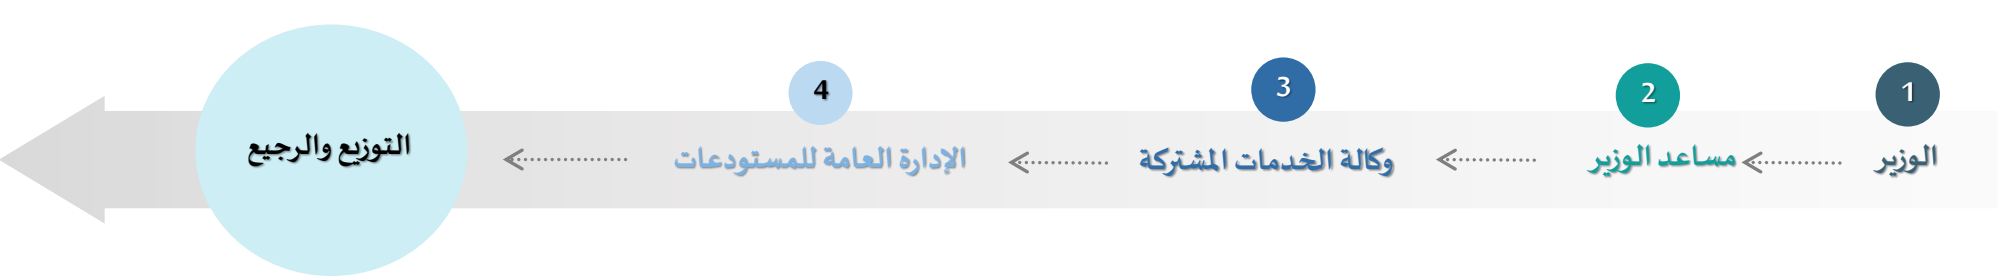 1
الوزير
2
مساعد الوزير
3
وكالة الخدمات المشتركة
4
الإدارة العامة للمستودعات
التوزيع والرجيع